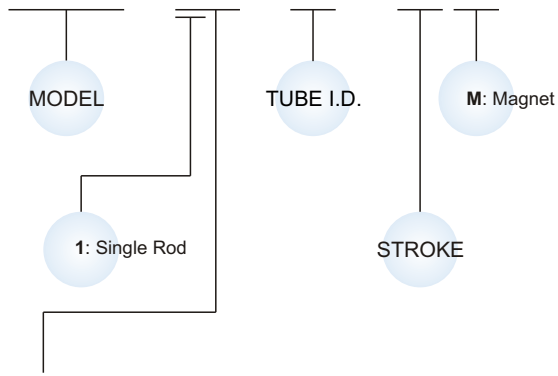 MODEL
TUBE I.D.
M: Magnet
1: Single Rod
STROKE